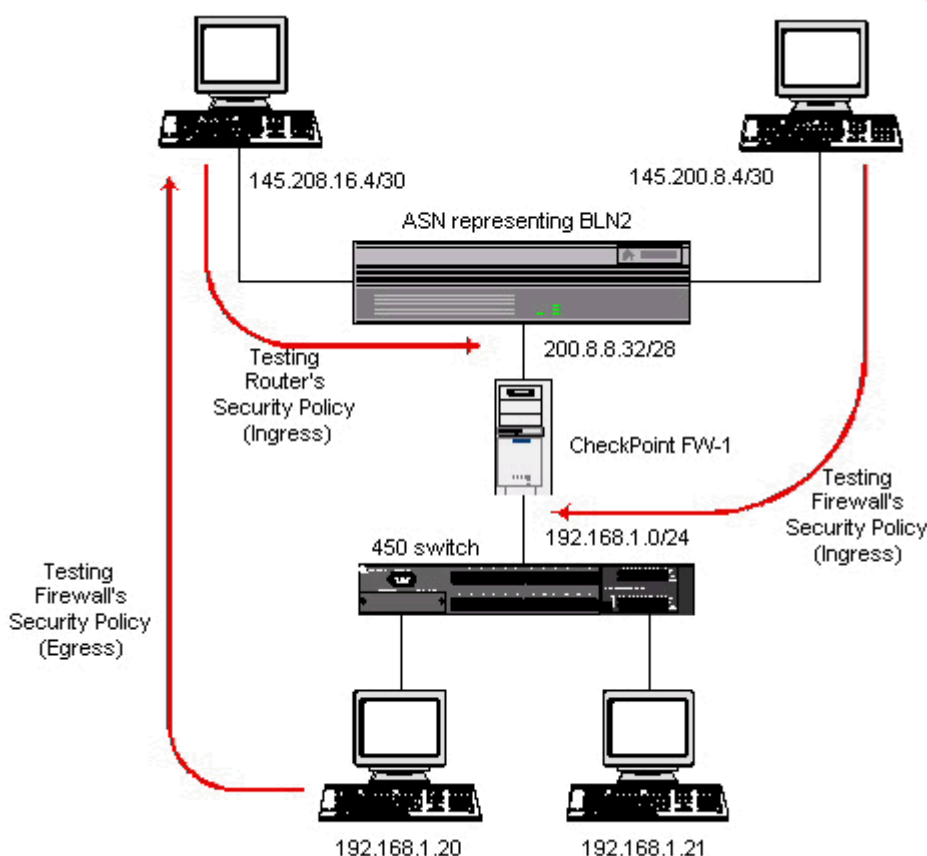 145.208.16.4/30
145.200.8.4/30
ASN representing BLN2
200.8.8.32/28
Testing
Router's
Security Policy
(Ingress)
CheckPoint FW-1
Testing
Firewall's
Security Policy
(Ingress)
192.168.1.0/24
450 switch
Testing
Firewall's
Security Policy
(Egress)
192.168.1.20
192.168.1.21